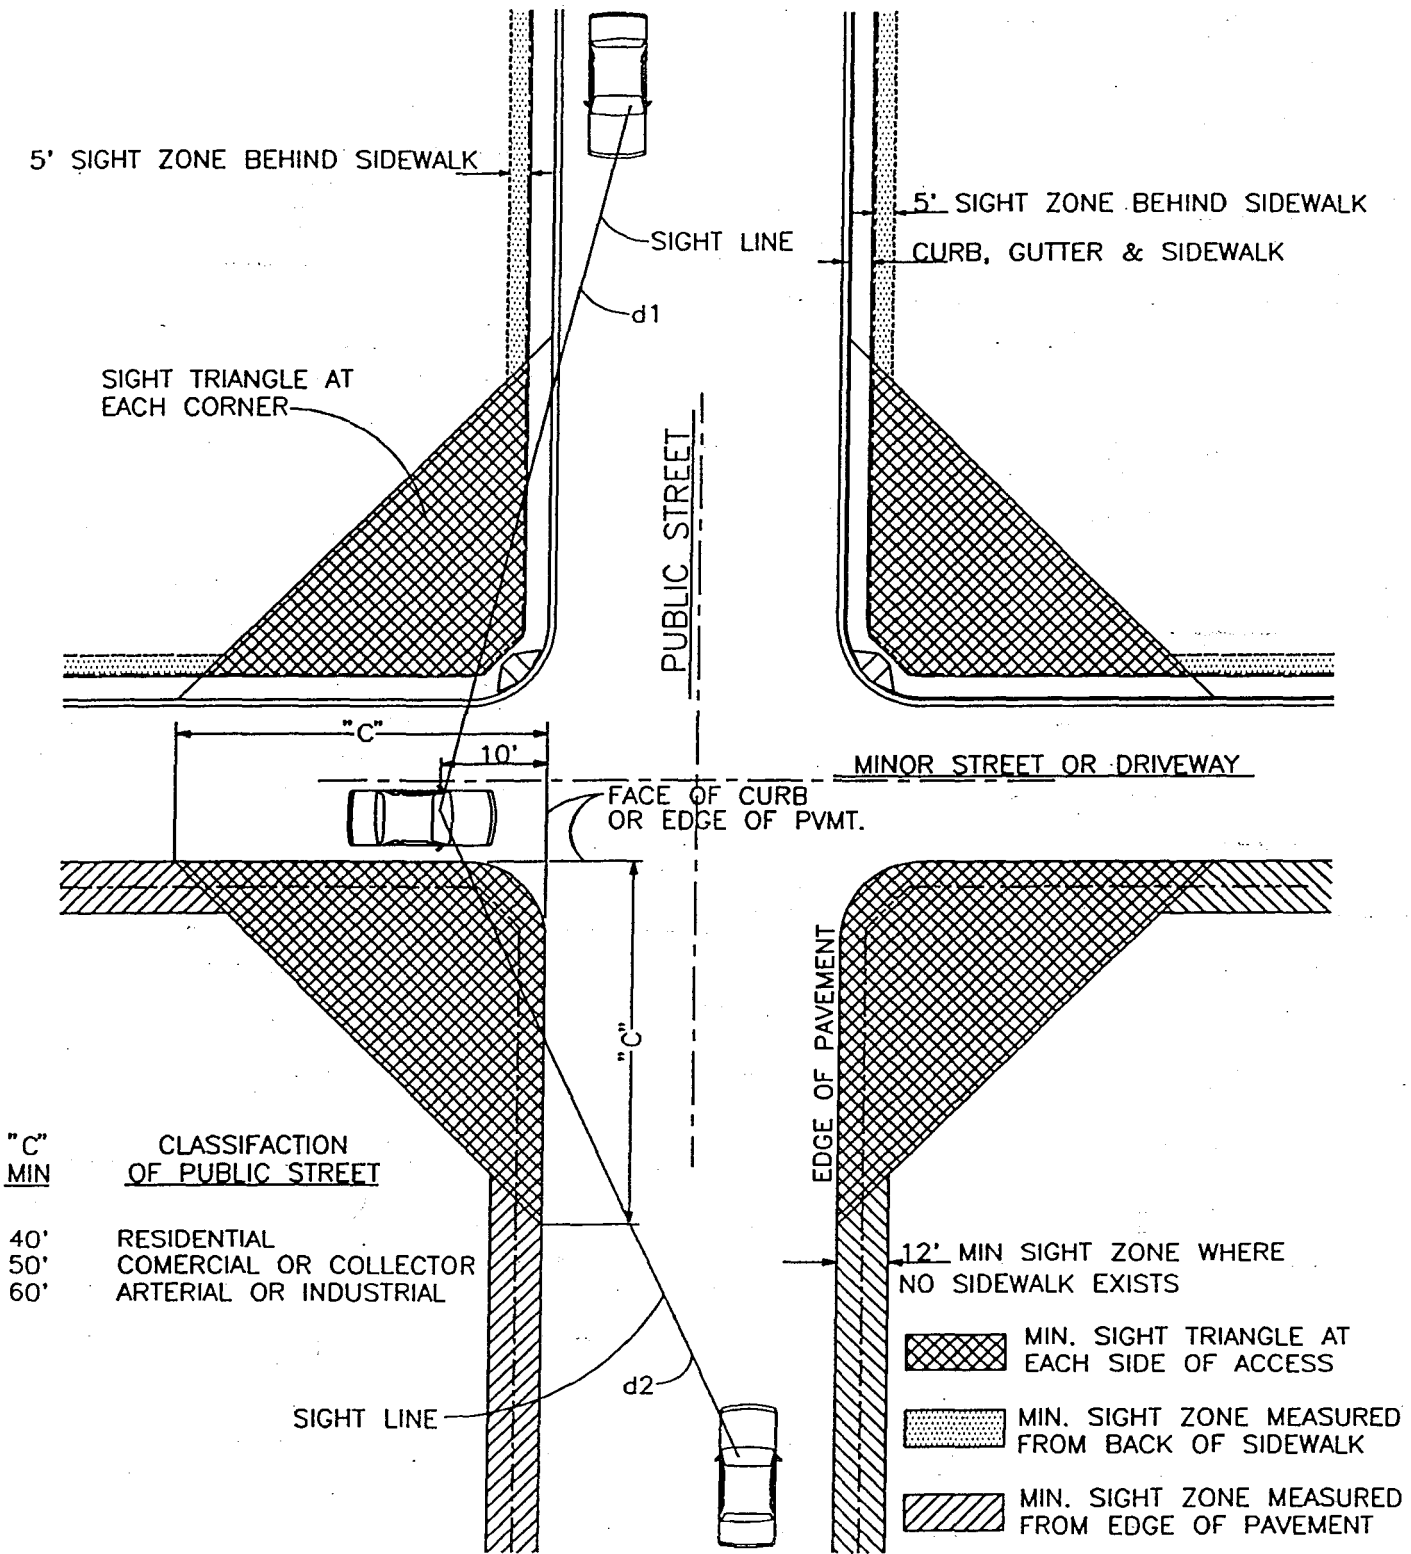 5' SIGHT ZONE BEHIND SIDEWALK
5' SIGHT ZONE BEHIND SIDEWALK
SIGHT LINE
CURB, GUTTER & SIDEWALK
d1
SIGHT TRIANGLE AT
EACH CORNER
PUBLIC STREET
"C"
10'
MINOR STREET OR DRIVEWAY
FACE OF CURB
OR EDGE OF PVMT.
"C"
EDGE OF PAVEMENT
"C" CLASSIFACTION
MIN OF PUBLIC STREET
40' RESIDENTIAL
50' COMERCIAL OR COLLECTOR
60' ARTERIAL OR INDUSTRIAL
12' MIN SIGHT ZONE WHERE
NO SIDEWALK EXISTS
MIN. SIGHT TRIANGLE AT
EACH SIDE OF ACCESS
d2
SIGHT LINE
MIN. SIGHT ZONE MEASURED
FROM BACK OF SIDEWALK
MIN. SIGHT ZONE MEASURED
FROM EDGE OF PAVEMENT